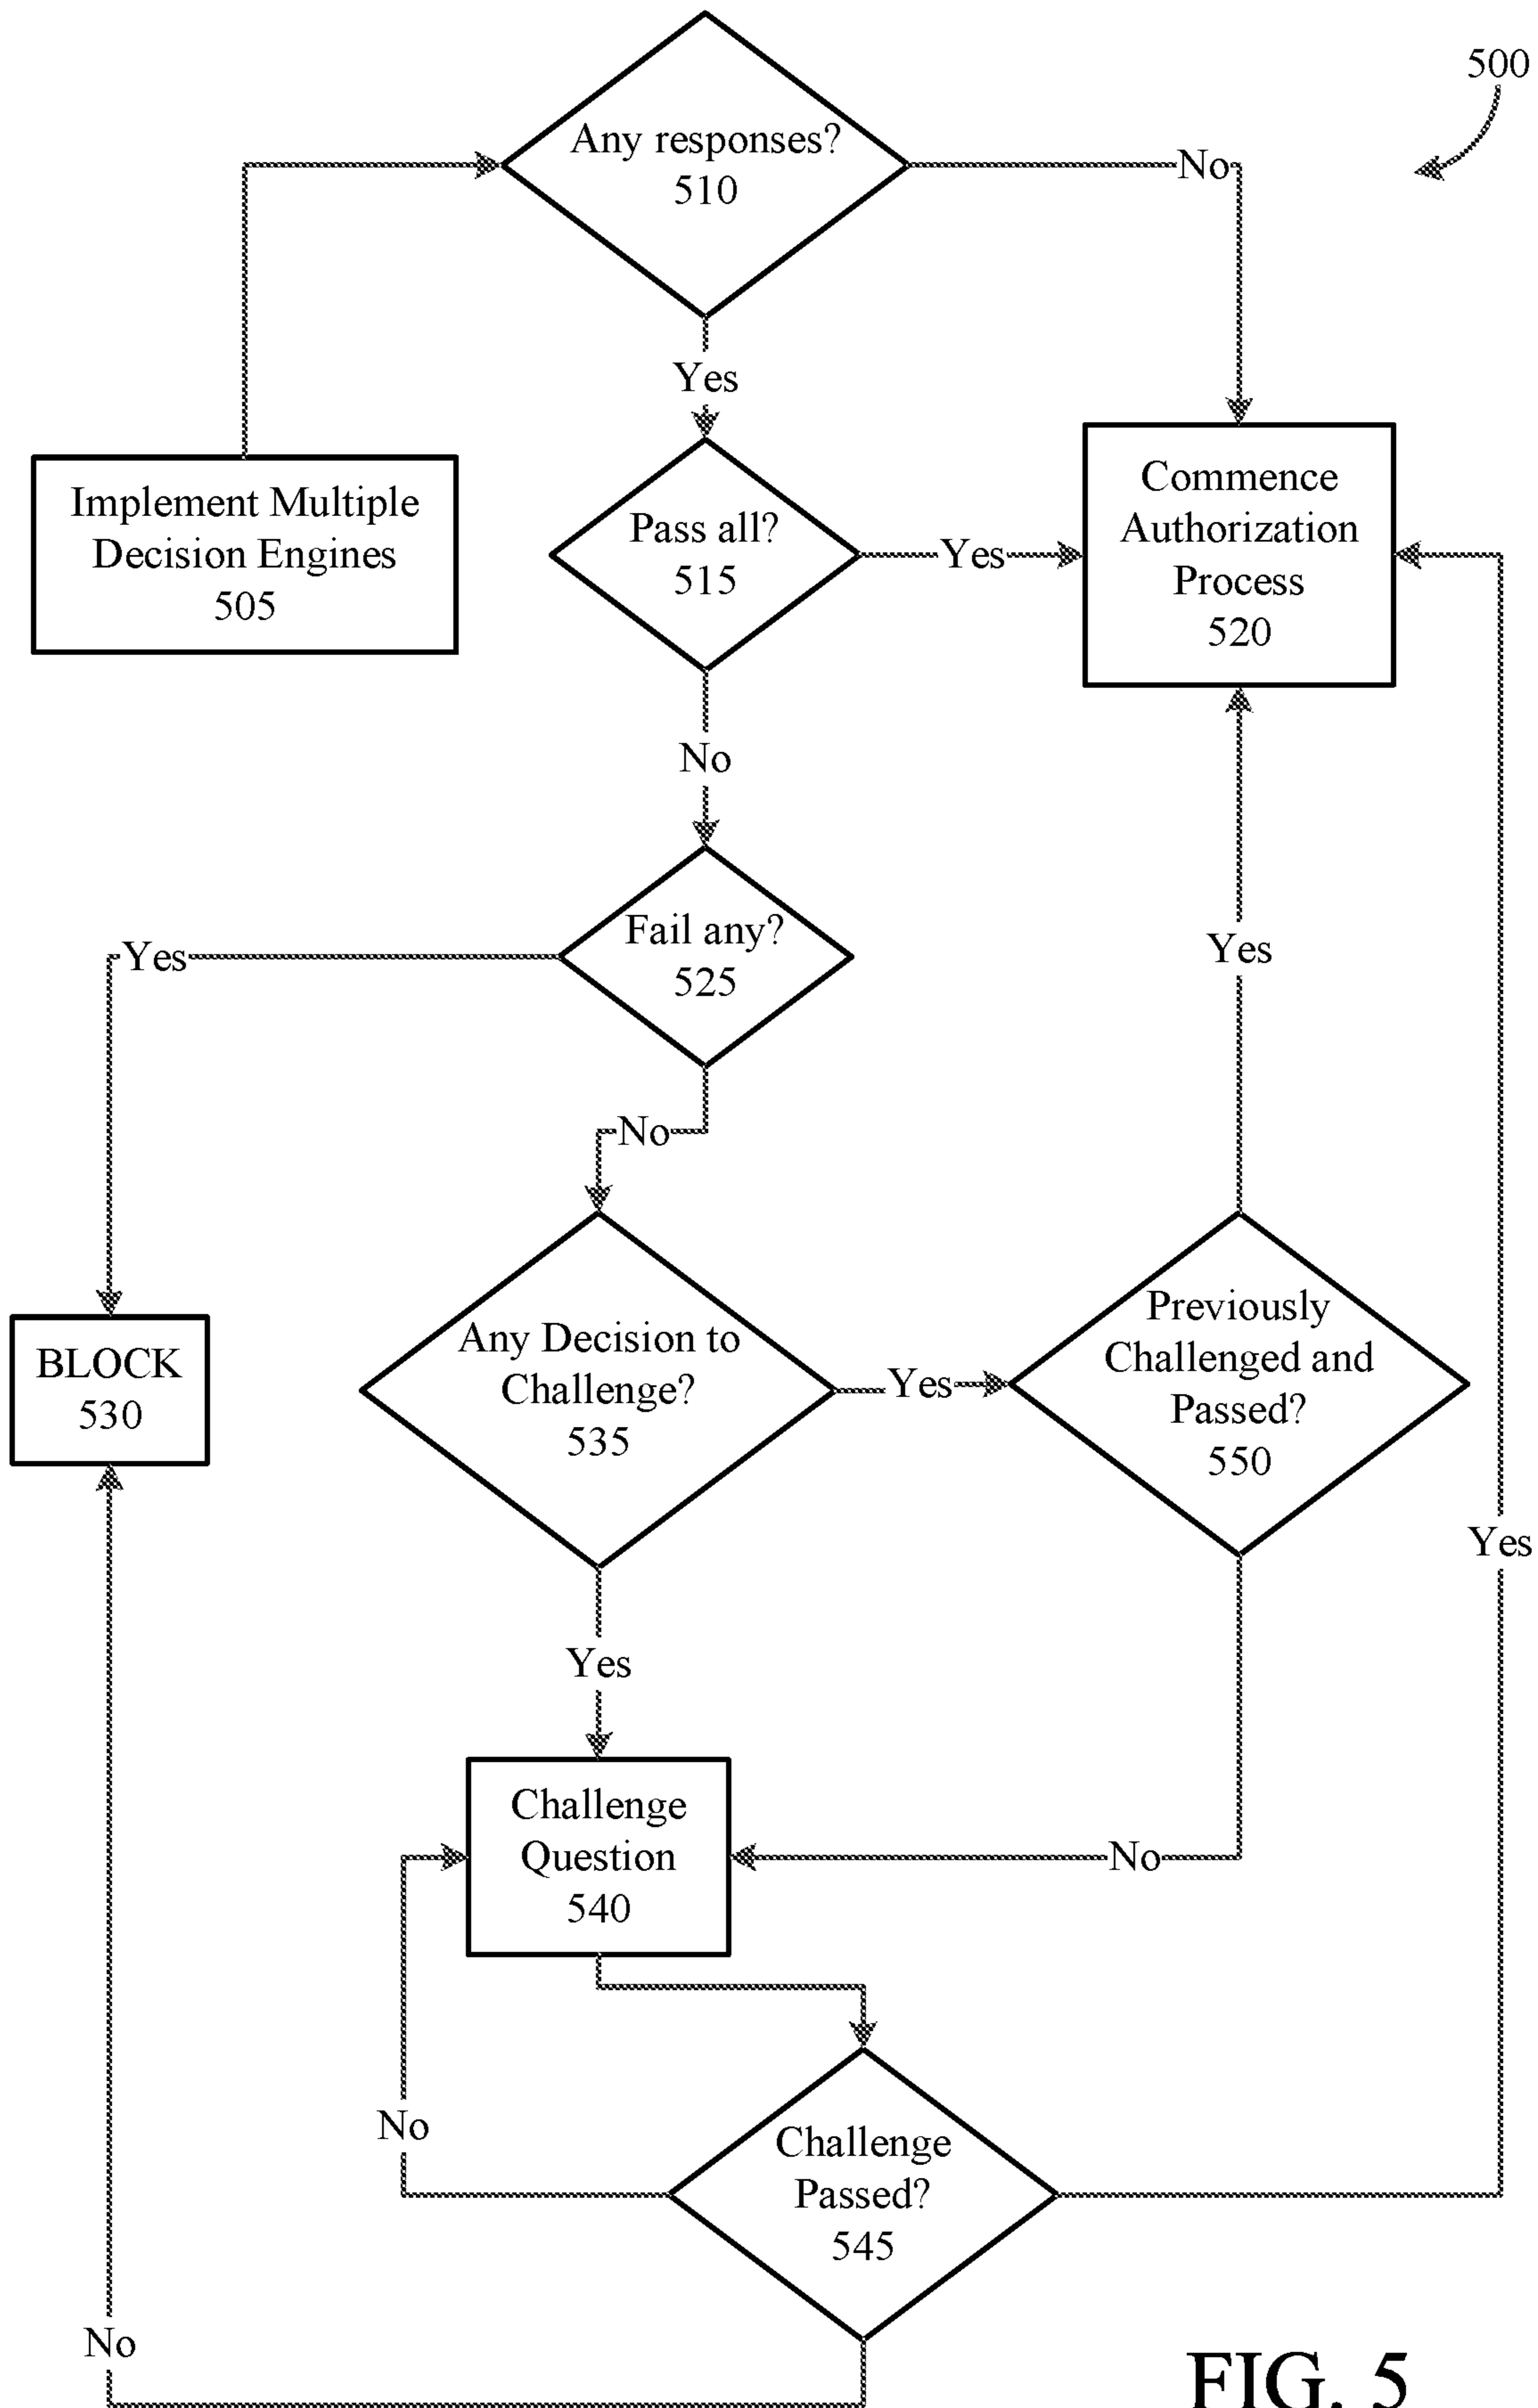 500
Any responses?
510
No
Yes
Implement Multiple
Decision Engines
505
Pass all?
515
Yes
Commence
Authorization
Process
520
No
Fail any?
525
Yes
Yes
No
BLOCK
530
Any Decision to
Challenge?
535
Yes
Previously
Challenged and
Passed?
550
Yes
Yes
Challenge
Question
540
No
No
Challenge
Passed?
545
No
FIG. 5